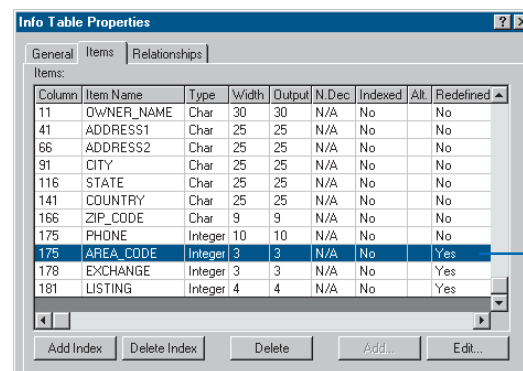 Info Table Properties ? X
General Items Relationships
Items:
Column Item Name Type Width Output N.Dec Indexed Alt. Redefined
11 OWNER_NAME Char 30 30 N/A No No
41 ADDRESS1 Char 25 25 N/A No No
66 ADDRESS2 Char 25 25 N/A No No
91 CITY Char 25 25 N/A No No
116 STATE Char 25 25 N/A No No
141 COUNTRY Char 25 25 N/A No No
166 ZIP_CODE Char 9 9 N/A No No
175 PHONE Integer 10 10 N/A No No
175 AREA_CODE Integer 3 3 N/A No Yes
178 EXCHANGE Integer 3 3 N/A No Yes
181 LISTING Integer 4 4 N/A No Yes
Add Index Delete Index Delete Add... Edit...